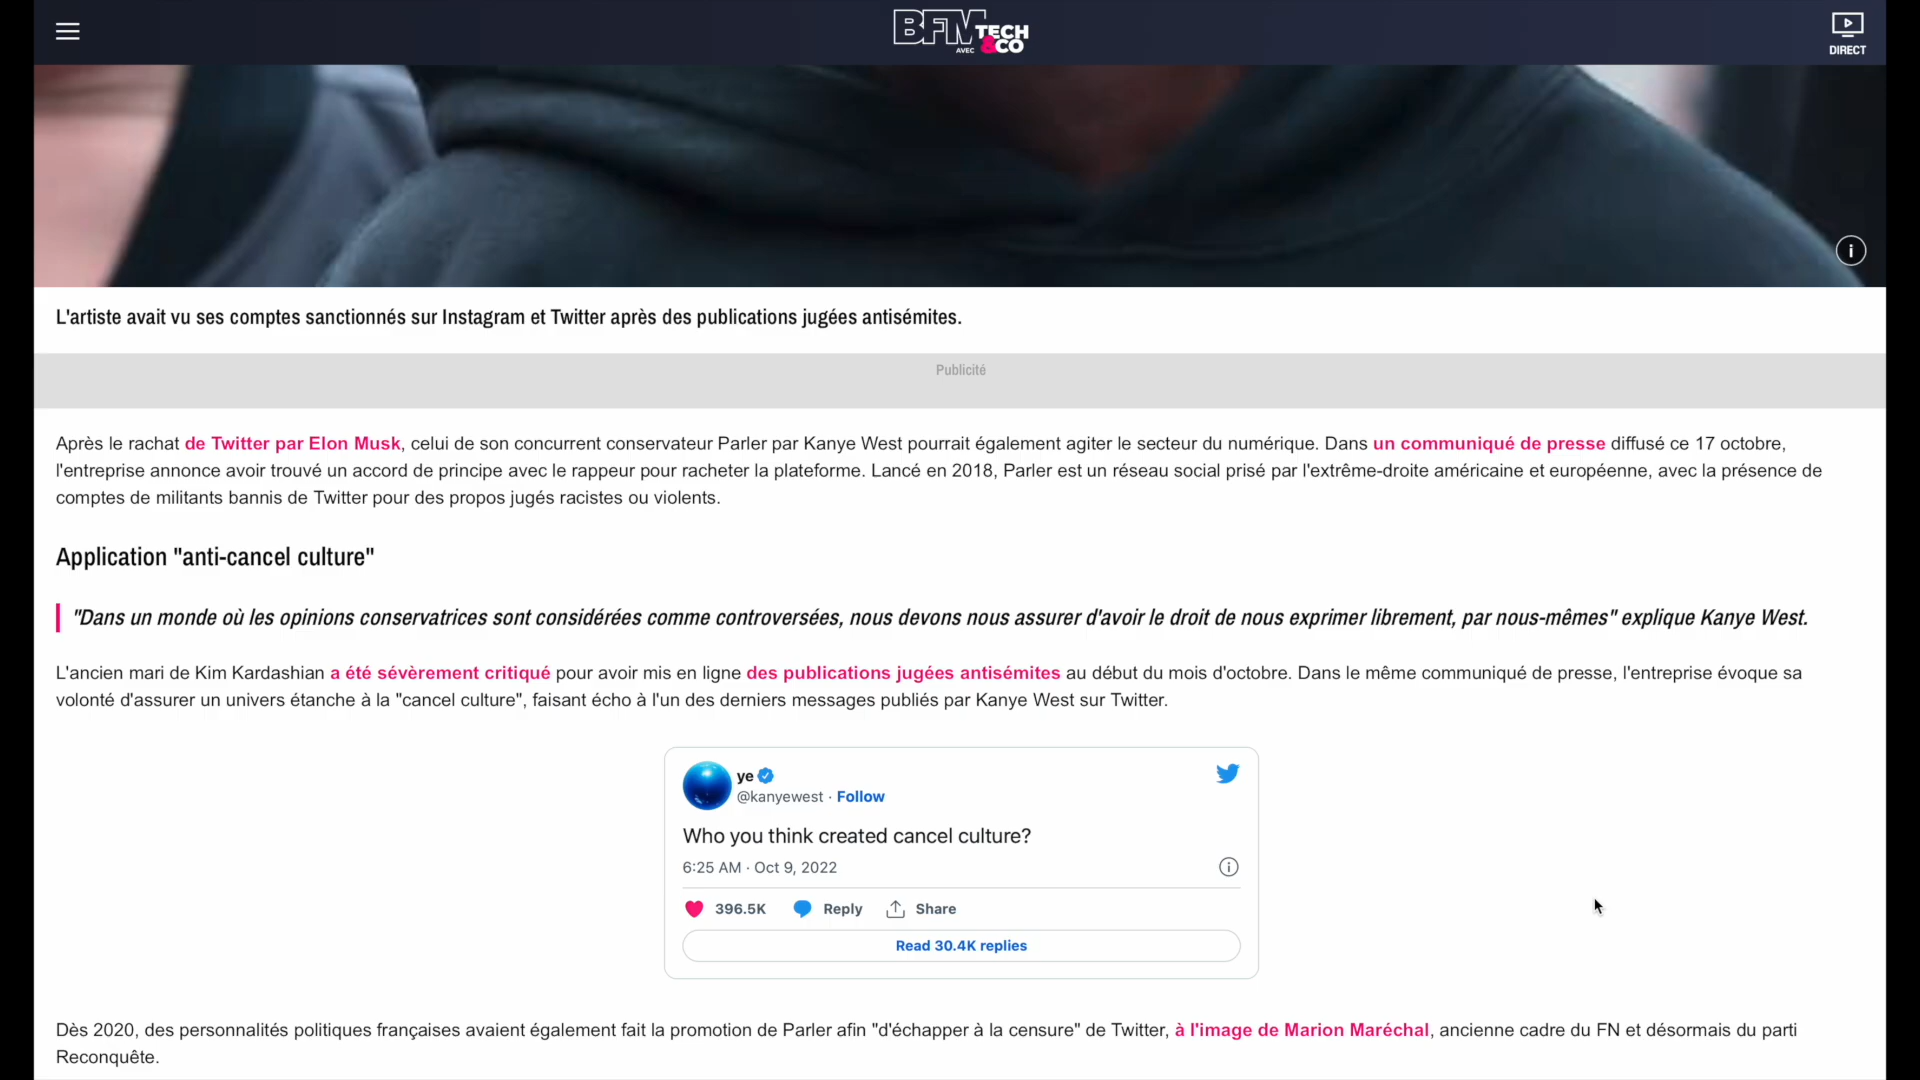 BFM TECH
AVEC &CO
DIRECT
L'artiste avait vu ses comptes sanctionnés sur Instagram et Twitter après des publications jugées antisémites.
Publicité
Après le rachat de Twitter par Elon Musk, celui de son concurrent conservateur Parler par Kanye West pourrait également agiter le secteur du numérique. Dans un communiqué de presse diffusé ce 17 octobre,
l'entreprise annonce avoir trouvé un accord de principe avec le rappeur pour racheter la plateforme. Lancé en 2018, Parler est un réseau social prisé par l'extrême-droite américaine et européenne, avec la présence de
comptes de militants bannis de Twitter pour des propos jugés racistes ou violents.
Application "anti-cancel culture"
"Dans un monde où les opinions conservatrices sont considérées comme controversées, nous devons nous assurer d'avoir le droit de nous exprimer librement, par nous-mêmes" explique Kanye West.
L'ancien mari de Kim Kardashian a été sévèrement critiqué pour avoir mis en ligne des publications jugées antisémites au début du mois d'octobre. Dans le même communiqué de presse, l'entreprise évoque sa
volonté d'assurer un univers étanche à la "cancel culture", faisant écho à l'un des derniers messages publiés par Kanye West sur Twitter.
ye
@kanyewest · Follow
Who you think created cancel culture?
6:25 AM · Oct 9, 2022
396.5K Reply Share
Read 30.4K replies
Dès 2020, des personnalités politiques françaises avaient également fait la promotion de Parler afin "d'échapper à la censure" de Twitter, à l'image de Marion Maréchal, ancienne cadre du FN et désormais du parti
Reconquête.